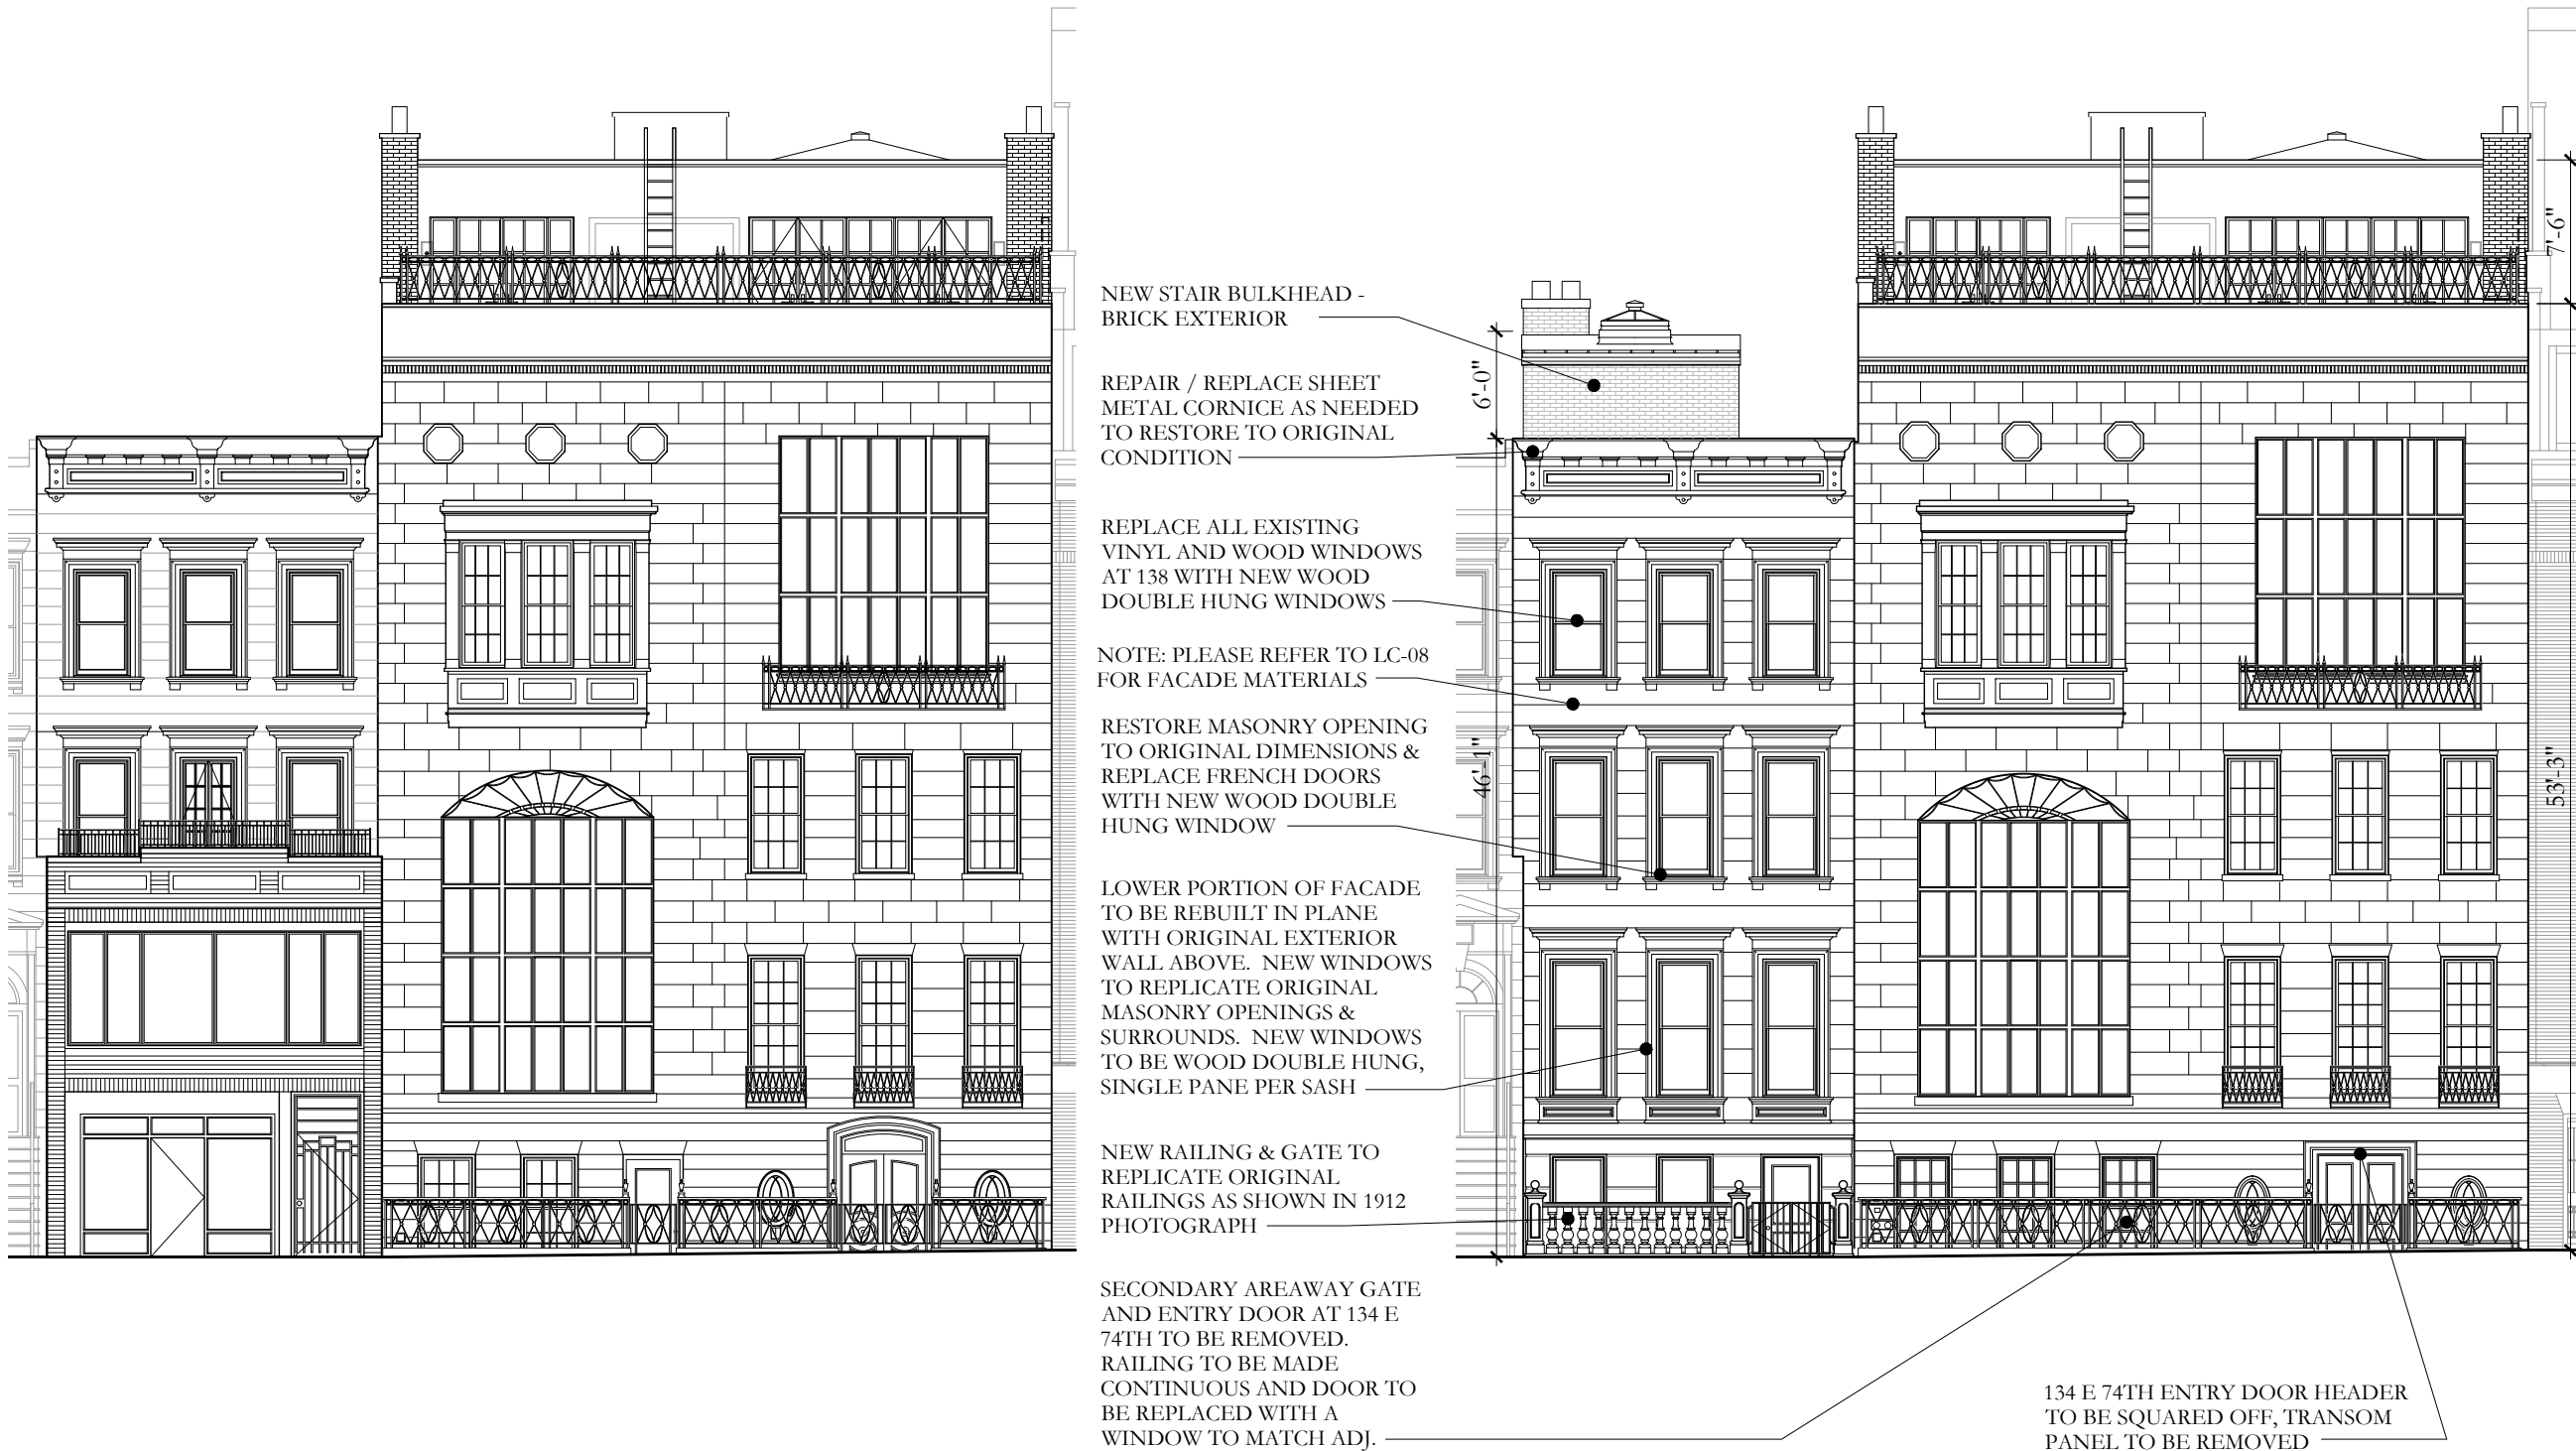 NEW STAIR BULKHEAD -
BRICK EXTERIOR
REPAIR / REPLACE SHEET
METAL CORNICE AS NEEDED
TO RESTORE TO ORIGINAL
CONDITION
REPLACE ALL EXISTING
VINYL AND WOOD WINDOWS
AT 138 WITH NEW WOOD
DOUBLE HUNG WINDOWS
NOTE: PLEASE REFER TO LC-08
FOR FACADE MATERIALS
RESTORE MASONRY OPENING
TO ORIGINAL DIMENSIONS &
REPLACE FRENCH DOORS
WITH NEW WOOD DOUBLE
HUNG WINDOW
LOWER PORTION OF FACADE
TO BE REBUILT IN PLANE
WITH ORIGINAL EXTERIOR
WALL ABOVE.  NEW WINDOWS
TO REPLICATE ORIGINAL
MASONRY OPENINGS &
SURROUNDS.  NEW WINDOWS
TO BE WOOD DOUBLE HUNG,
SINGLE PANE PER SASH
NEW RAILING & GATE TO
REPLICATE ORIGINAL
RAILINGS AS SHOWN IN 1912
PHOTOGRAPH
SECONDARY AREAWAY GATE
AND ENTRY DOOR AT 134 E
74TH TO BE REMOVED.
RAILING TO BE MADE
CONTINUOUS AND DOOR TO
BE REPLACED WITH A
WINDOW TO MATCH ADJ.
6'-0"
46'-1"
7'-6"
53'-3"
134 E 74TH ENTRY DOOR HEADER
TO BE SQUARED OFF, TRANSOM
PANEL TO BE REMOVED